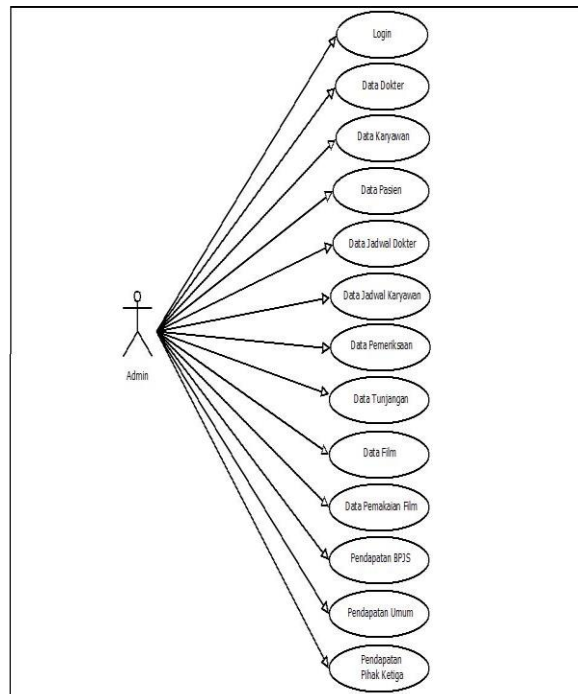 Login
Data Dokter
Data Karyawan
Data Pasien
Data Jadwal Dokter
Data Jadwal Karyawan
Data Pemeriksaan
Admin
Data Tunjangan
Data Film
Data Pemakaian Film
Pendapatan BPJS
Pendapatan Umum
Pendapatan
Pihak Ketiga